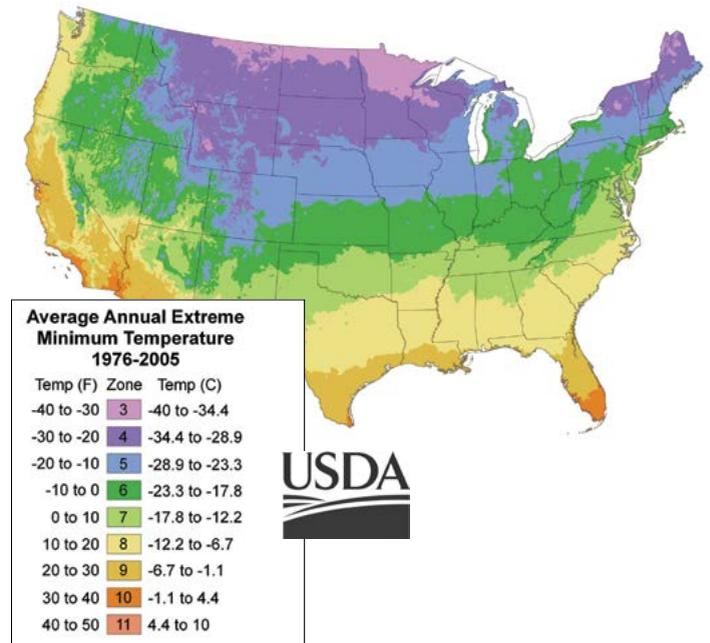 Average Annual Extreme
Minimum Temperature
1976-2005
Temp (F) Zone Temp (C)
-40 to -30 3 -40 to -34.4
-30 to -20 4 -34.4 to -28.9
-20 to -10 5 -28.9 to -23.3
-10 to 0 6 -23.3 to -17.8
0 to 10 7 -17.8 to -12.2
10 to 20 8 -12.2 to -6.7
20 to 30 9 -6.7 to -1.1
30 to 40 10 -1.1 to 4.4
40 to 50 11 4.4 to 10
USDA